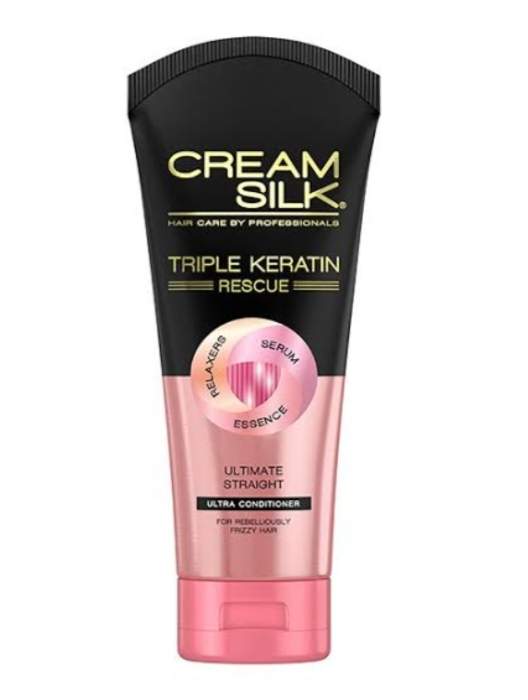 CREAM
SILK®
HAIR CARE BY PROFESSIONALS
TRIPLE KERATIN
RESCUE
RELAXERS
SERUM
ESSENCE
ULTIMATE
STRAIGHT
ULTRA CONDITIONER
FOR REBELLIOUSLY
FRIZZY HAIR